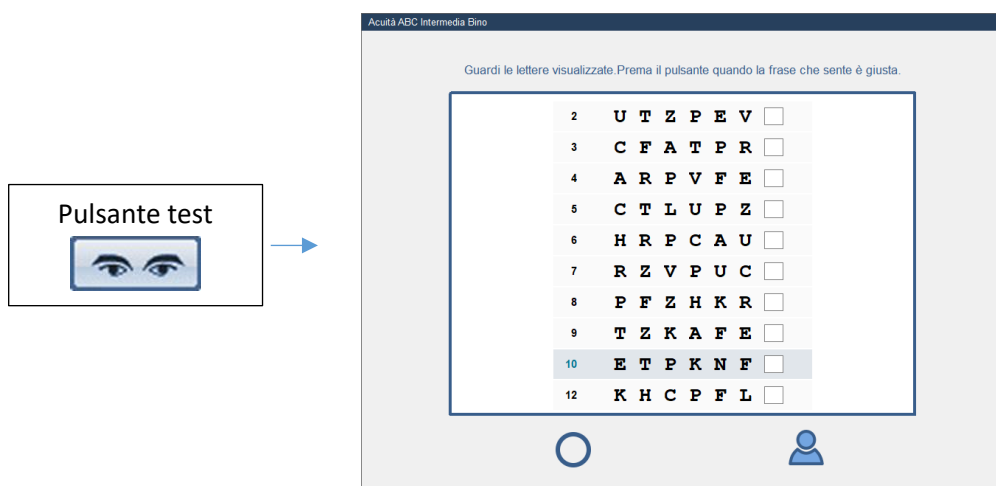 Acuità ABC Intermedia Bino
Guardi le lettere visualizzate.Prema il pulsante quando la frase che sente è giusta.
Pulsante test
2 U T Z P E V
3 C F A T P R
4 A R P V F E
5 C T L U P Z
6 H R P C A U
7 R Z V P U C
8 P F Z H K R
9 T Z K A F E
10 E T P K N F
12 K H C P F L